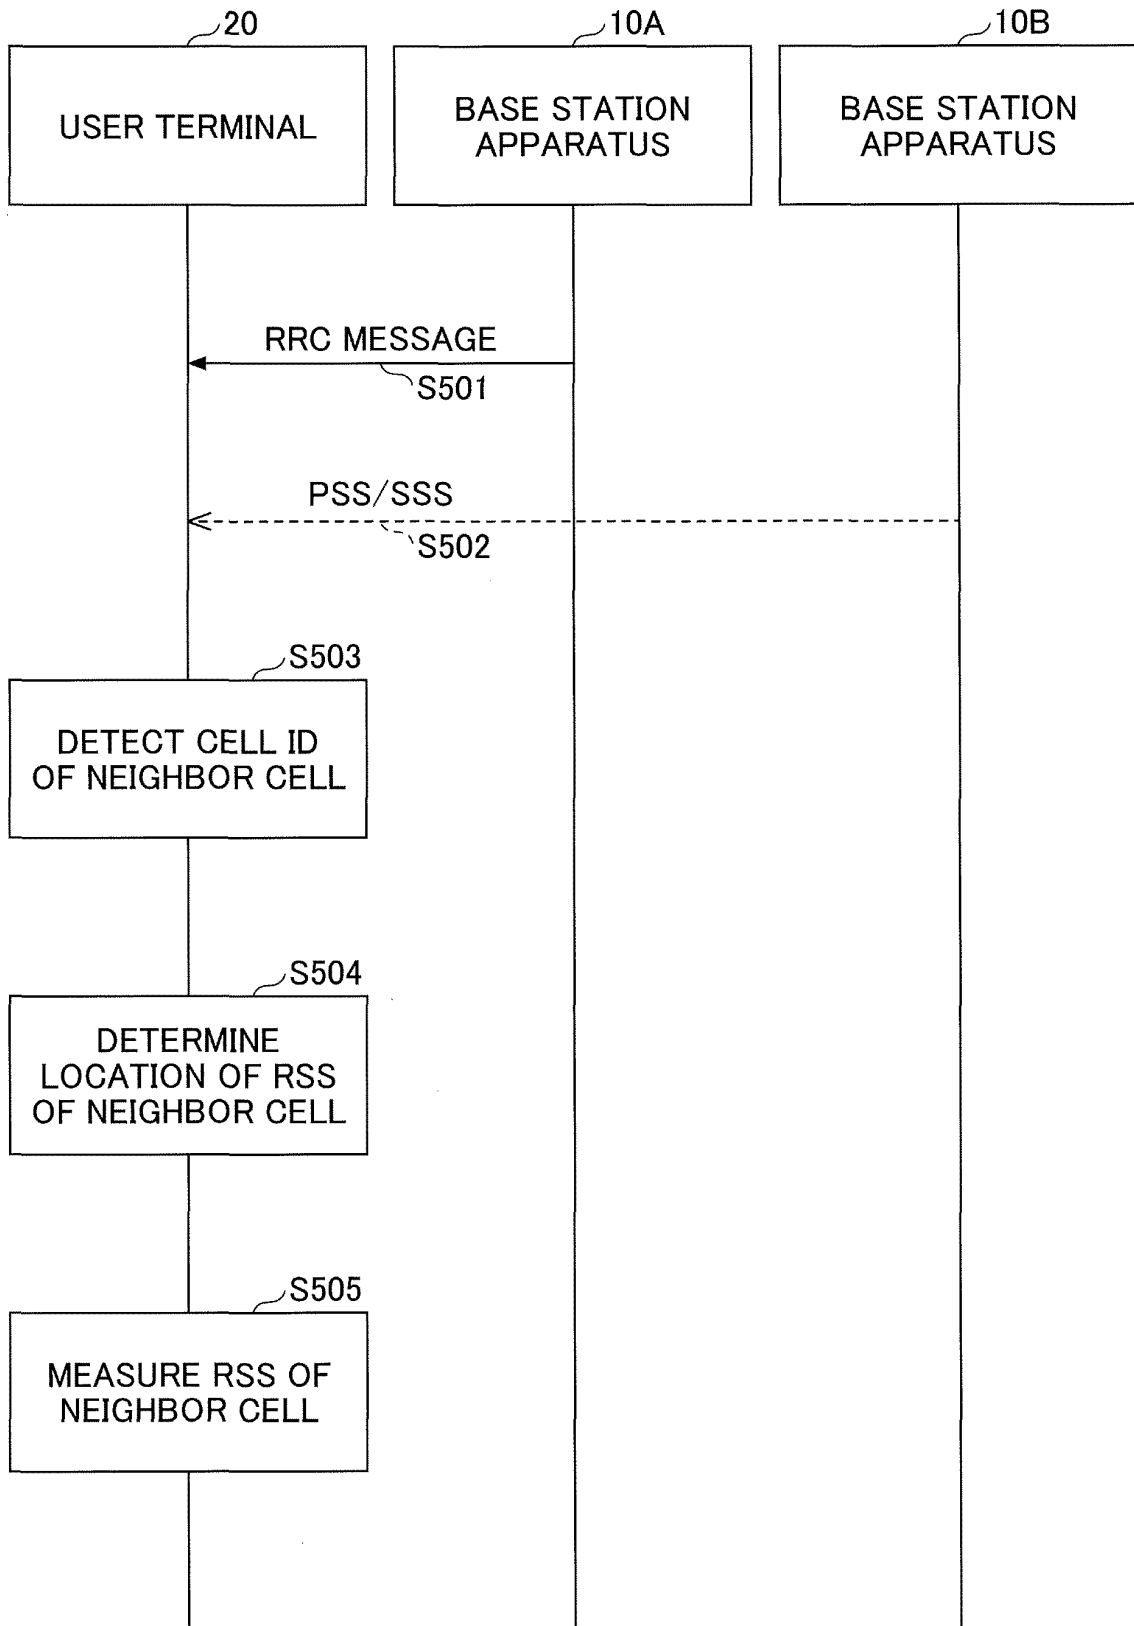 20
10A
10B
USER TERMINAL
BASE STATION
APPARATUS
BASE STATION
APPARATUS
RRC MESSAGE
S501
PSS/SSS
S502
S503
DETECT CELL ID
OF NEIGHBOR CELL
S504
DETERMINE
LOCATION OF RSS
OF NEIGHBOR CELL
S505
MEASURE RSS OF
NEIGHBOR CELL